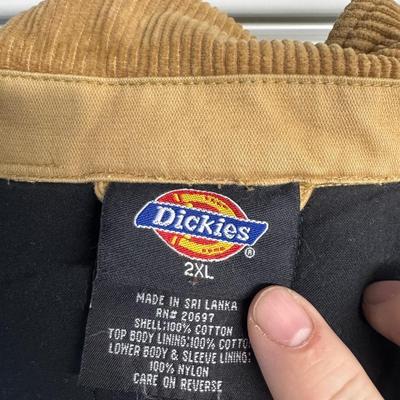 Dickies
®
2XL
MADE IN SRI LANKA
RN# 20697
SHELL:100% COTTON
TOP BODY LINING:100% COTTON
LOWER BODY & SLEEVE LINING:
100% NYLON
CARE ON REVERSE